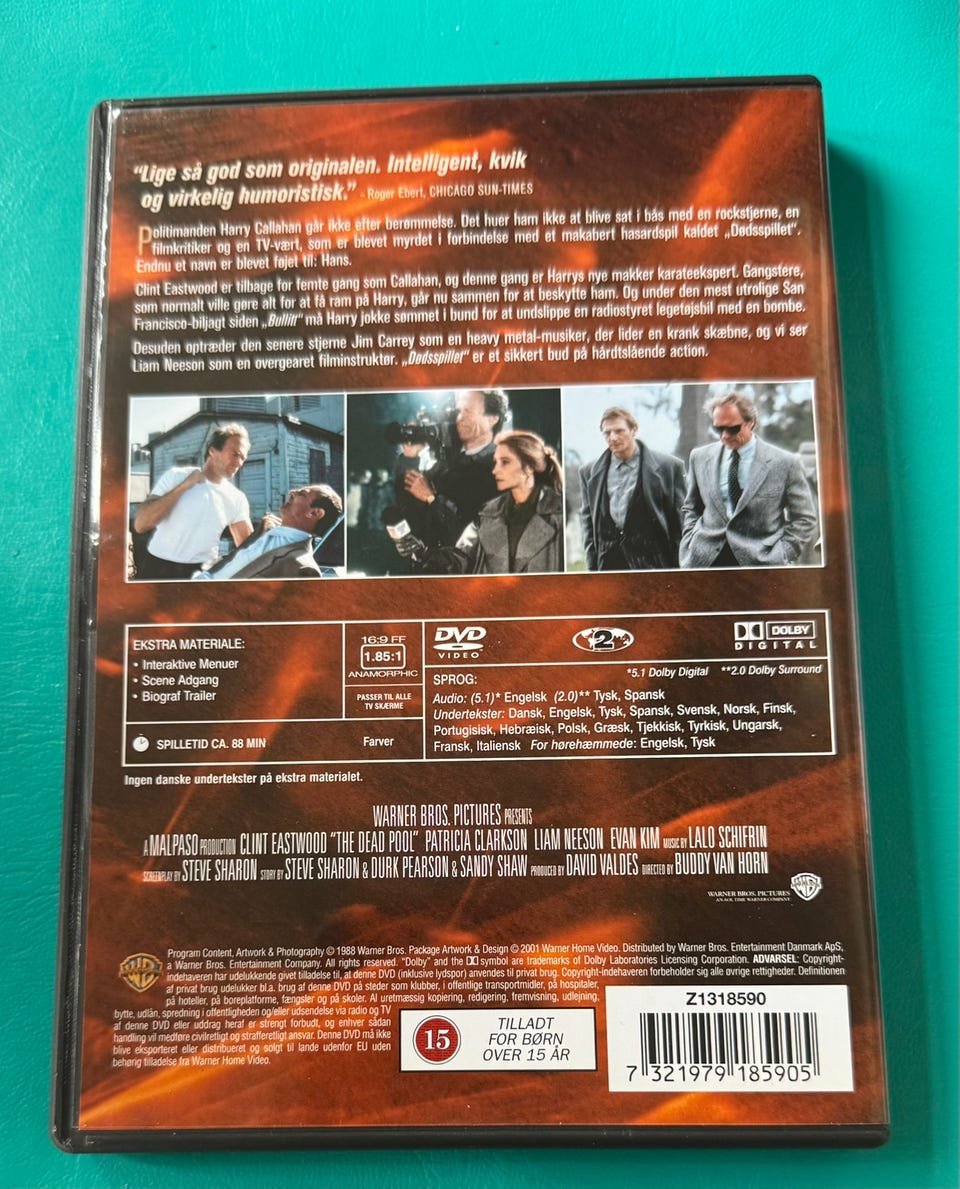 "Lige så god som originalen. Intelligent, kvik
og virkelig humoristisk." - Roger Ebert, CHICAGO SUN-TIMES
Politimanden Harry Callahan går ikke efter berømmelse. Det huer ham ikke at blive sat i bås med en rockstjerne, en
filmkritiker og en TV-vært, som er blevet myrdet i forbindelse med et makabert hasardspil kaldet „Dødsspillet".
Endnu et navn er blevet føjet til: Hans.
Clint Eastwood er tilbage for femte gang som Callahan, og denne gang er Harrys nye makker karateekspert. Gangstere,
som normalt ville gøre alt for at få ram på Harry, går nu sammen for at beskytte ham. Og under den mest utrolige San
Francisco-biljagt siden „Bullitt" må Harry jokke sømmet i bund for at undslippe en radiostyret legetøjsbil med en bombe.
Desuden optræder den senere stjerne Jim Carrey som en heavy metal-musiker, der lider en krank skæbne, og vi ser
Liam Neeson som en overgearet filminstruktør. „Dødsspillet" er et sikkert bud på hårdtslående action.
EKSTRA MATERIALE:
• Interaktive Menuer
• Scene Adgang
• Biograf Trailer
16:9 FF
1.85:1
ANAMORPHIC
PASSER TIL ALLE
TV SKÆRME
SPILLETID CA. 88 MIN
Farver
DVD
VIDEO
2
DOLBY
DIGITAL
*5.1 Dolby Digital **2.0 Dolby Surround
SPROG:
Audio: (5.1)* Engelsk (2.0)** Tysk, Spansk
Undertekster: Dansk, Engelsk, Tysk, Spansk, Svensk, Norsk, Finsk,
Portugisisk, Hebræisk, Polsk, Græsk, Tjekkisk, Tyrkisk, Ungarsk,
Fransk, Italiensk For hørehæmmede: Engelsk, Tysk
Ingen danske undertekster på ekstra materialet.
WARNER BROS. PICTURES PRESENTS
A MALPASO PRODUCTION CLINT EASTWOOD "THE DEAD POOL" PATRICIA CLARKSON LIAM NEESON EVAN KIM MUSIC BY LALO SCHIFRIN
SCREENPLAY BY STEVE SHARON STORY BY STEVE SHARON & DURK PEARSON & SANDY SHAW PRODUCED BY DAVID VALDES DIRECTED BY BUDDY VAN HORN
WARNER BROS. PICTURES
AN AOL TIME WARNER COMPANY
Program Content, Artwork & Photography © 1988 Warner Bros. Package Artwork & Design © 2001 Warner Home Video. Distributed by Warner Bros. Entertainment Danmark ApS,
a Warner Bros. Entertainment Company. All rights reserved. "Dolby" and the DD symbol are trademarks of Dolby Laboratories Licensing Corporation. ADVARSEL: Copyright-
indehaveren har udelukkende givet tilladelse til, at denne DVD (inklusive lydspor) anvendes til privat brug. Copyright-indehaveren forbeholder sig alle øvrige rettigheder. Definitionen
af privat brug udelukker bl.a. brug af denne DVD på steder som klubber, i offentlige transportmidler, på hospitaler,
på hoteller, på boreplatforme, fængsler og på skoler. Al uretmæssig kopiering, redigering, fremvisning, udlejning,
bytte, udlån, spredning i offentligheden og/eller udsendelse via radio og TV
af denne DVD eller uddrag heraf er strengt forbudt, og enhver sådan
handling vil medføre civilretligt og strafferetligt ansvar. Denne DVD må ikke
blive eksporteret eller distribueret og solgt til lande udenfor EU uden
behørig tilladelse fra Warner Home Video.
15
TILLADT
FOR BØRN
OVER 15 ÅR
Z1318590
7 321979 185905